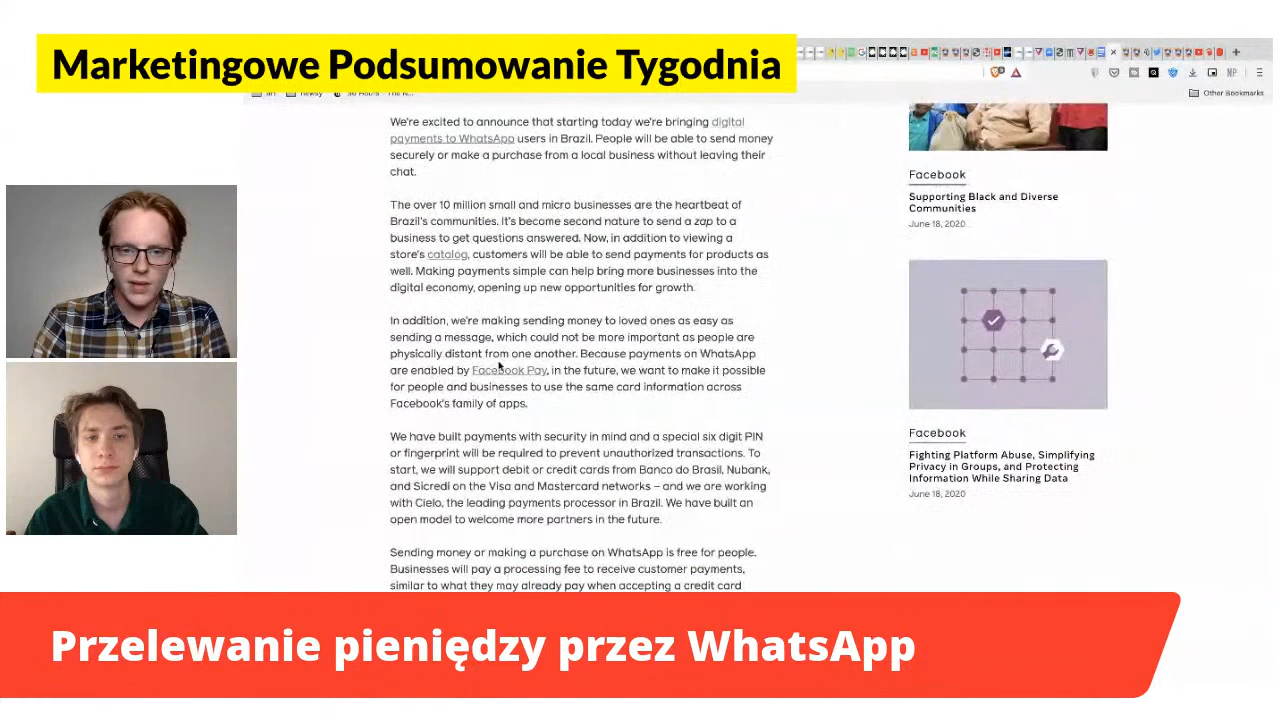 Marketingowe Podsumowanie Tygodnia
Other Bookmarks
We're excited to announce that starting today we're bringing digital
payments to WhatsApp users in Brazil. People will be able to send money
securely or make a purchase from a local business without leaving their
chat.
The over 10 million small and micro businesses are the heartbeat of
Brazil's communities. It's become second nature to send a zap to a
business to get questions answered. Now, in addition to viewing a
store's catalog, customers will be able to send payments for products as
well. Making payments simple can help bring more businesses into the
digital economy, opening up new opportunities for growth.
In addition, we're making sending money to loved ones as easy as
sending a message, which could not be more important as people are
physically distant from one another. Because payments on WhatsApp
are enabled by Facebook Pay, in the future, we want to make it possible
for people and businesses to use the same card information across
Facebook's family of apps.
We have built payments with security in mind and a special six digit PIN
or fingerprint will be required to prevent unauthorized transactions. To
start, we will support debit or credit cards from Banco do Brasil, Nubank,
and Sicredi on the Visa and Mastercard networks – and we are working
with Cielo, the leading payments processor in Brazil. We have built an
open model to welcome more partners in the future.
Sending money or making a purchase on WhatsApp is free for people.
Businesses will pay a processing fee to receive customer payments,
similar to what they may already pay when accepting a credit card
Facebook
Supporting Black and Diverse
Communities
June 18, 2020
Facebook
Fighting Platform Abuse, Simplifying
Privacy in Groups, and Protecting
Information While Sharing Data
June 18, 2020
Przelewanie pieniędzy przez WhatsApp